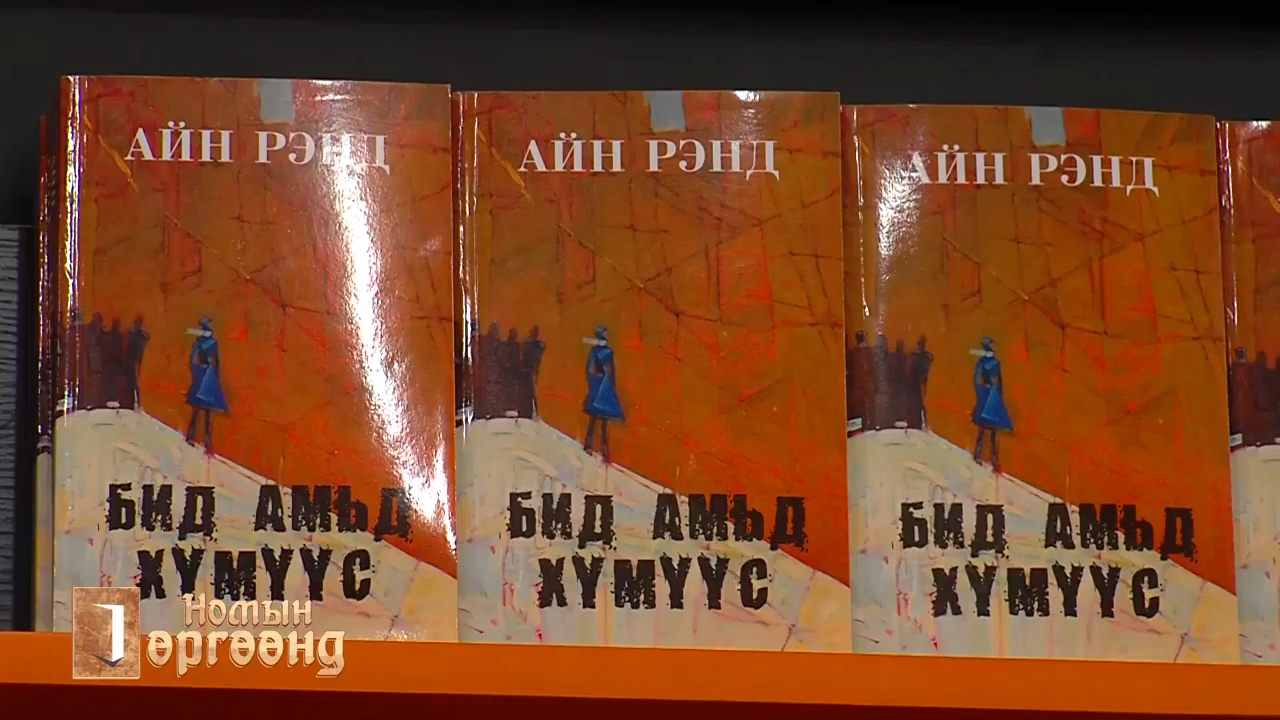 АЙН РЭНД
БИД АМЬД
ХҮМҮҮС
АЙН РЭНД
БИД АМЬД
ХҮМҮҮС
АЙН РЭНД
БИД АМЬД
ХҮМҮҮС
Номын
өргөөнд